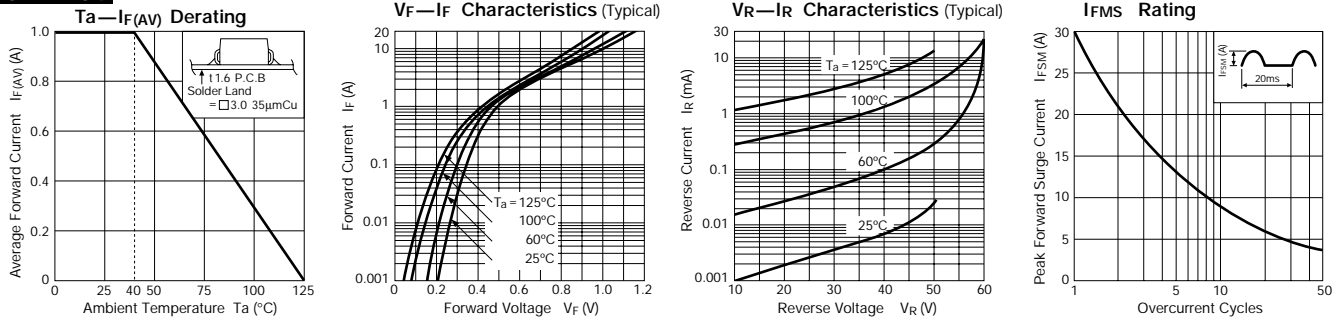 Ta—IF(AV) Derating
Average Forward Current IF(AV) (A)
1.0
0.8
0.6
0.4
0.2
0
t1.6 P.C.B
Solder Land
= □3.0 35μmCu
0 25 40 50 75 100 125
Ambient Temperature Ta (°C)
VF—IF Characteristics (Typical)
Forward Current IF (A)
20
10
1
0.1
0.01
0.001
Ta = 125°C
100°C
60°C
25°C
0 0.2 0.4 0.6 0.8 1.0 1.2
Forward Voltage VF (V)
VR—IR Characteristics (Typical)
Reverse Current IR (mA)
30
10
1
0.1
0.01
0.001
Ta = 125°C
100°C
60°C
25°C
10 20 30 40 50 60
Reverse Voltage VR (V)
IFMS Rating
Peak Forward Surge Current IFSM (A)
30
25
20
15
10
5
0
IFSM (A)
20ms
1 5 10 50
Overcurrent Cycles